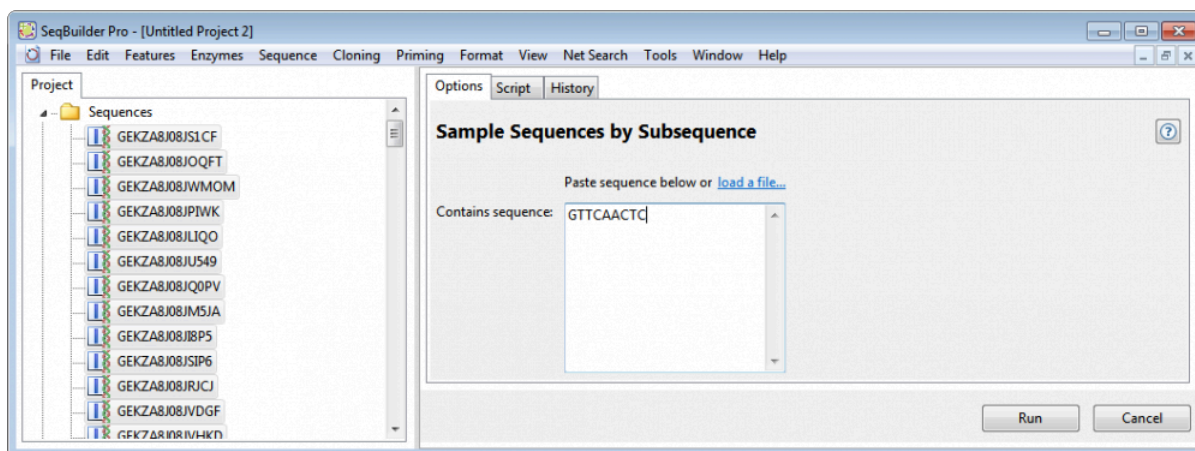 SeqBuilder Pro - [Untitled Project 2]
File Edit Features Enzymes Sequence Cloning Priming Format View Net Search Tools Window Help
Project
Sequences
GEKZA8J08JS1CF
GEKZA8J08JOQFT
GEKZA8J08JWMOM
GEKZA8J08JPIWK
GEKZA8J08JLIQO
GEKZA8J08JU549
GEKZA8J08JQ0PV
GEKZA8J08JM5JA
GEKZA8J08JI8P5
GEKZA8J08JSIP6
GEKZA8J08JRJCJ
GEKZA8J08JVDGF
GEKZA8J08JVHKD
Options Script History
Sample Sequences by Subsequence
Paste sequence below or load a file...
Contains sequence: GTTCAACTC
Run Cancel